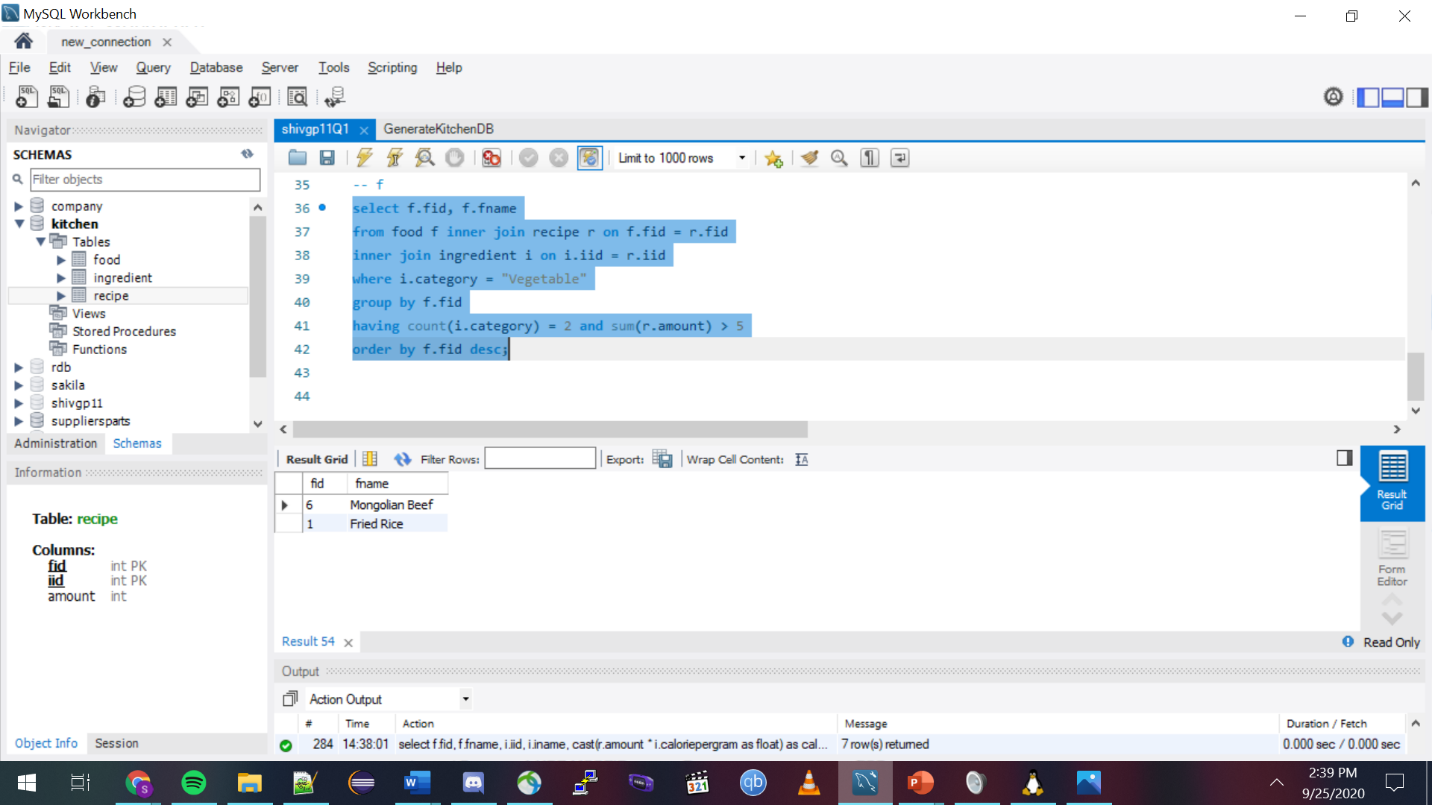 MySQL Workbench
new_connection
File Edit View Query Database Server Tools Scripting Help
Navigator
shivgp11Q1 GenerateKitchenDB
SCHEMAS
Limit to 1000 rows
Filter objects
company
kitchen
Tables
food
ingredient
recipe
Views
Stored Procedures
Functions
rdb
sakila
shivgp11
suppliersparts
Administration Schemas
Information
Table: recipe
Columns:
fid int PK
iid int PK
amount int
Object Info Session
35 -- f
36 select f.fid, f.fname
37 from food f inner join recipe r on f.fid = r.fid
38 inner join ingredient i on i.iid = r.iid
39 where i.category = "Vegetable"
40 group by f.fid
41 having count(i.category) = 2 and sum(r.amount) > 5
42 order by f.fid desc;
43
44
Result Grid Filter Rows: Export: Wrap Cell Content:
fid fname
6 Mongolian Beef
1 Fried Rice
Result Grid
Form Editor
Result 54
Read Only
Output
Action Output
# Time Action Message Duration / Fetch
284 14:38:01 select f.fid, f.fname, i.iid, i.iname, cast(r.amount * i.caloriepergram as float) as cal... 7 row(s) returned 0.000 sec / 0.000 sec
2:39 PM
9/25/2020